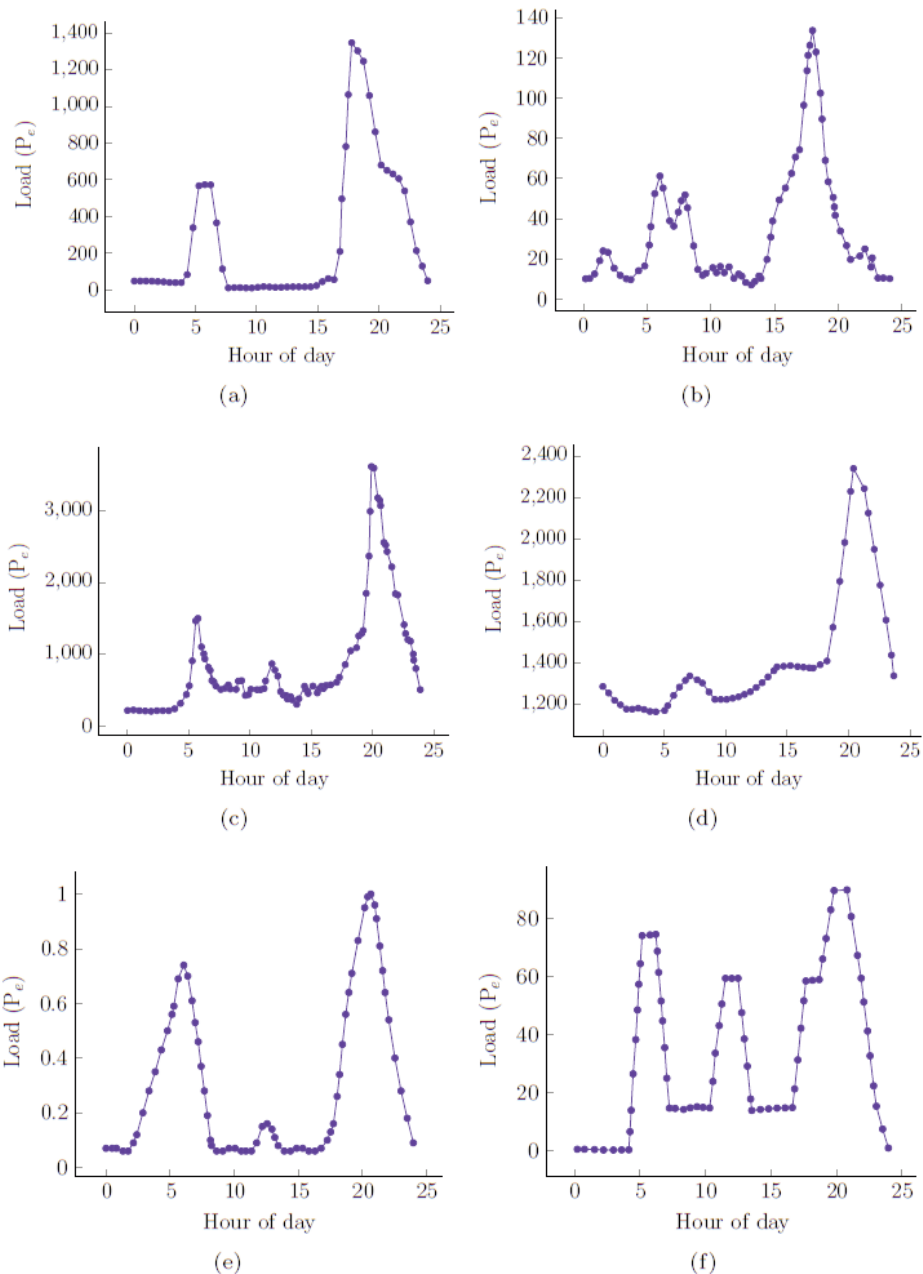 1,400
1,200
1,000
800
600
400
200
0
Load (Pe)
0 5 10 15 20 25
Hour of day
(a)
140
120
100
80
60
40
20
0
Load (Pe)
0 5 10 15 20 25
Hour of day
(b)
3,000
2,000
1,000
0
Load (Pe)
0 5 10 15 20 25
Hour of day
(c)
2,400
2,200
2,000
1,800
1,600
1,400
1,200
Load (Pe)
0 5 10 15 20 25
Hour of day
(d)
1
0.8
0.6
0.4
0.2
0
Load (Pe)
0 5 10 15 20 25
Hour of day
(e)
80
60
40
20
0
Load (Pe)
0 5 10 15 20 25
Hour of day
(f)